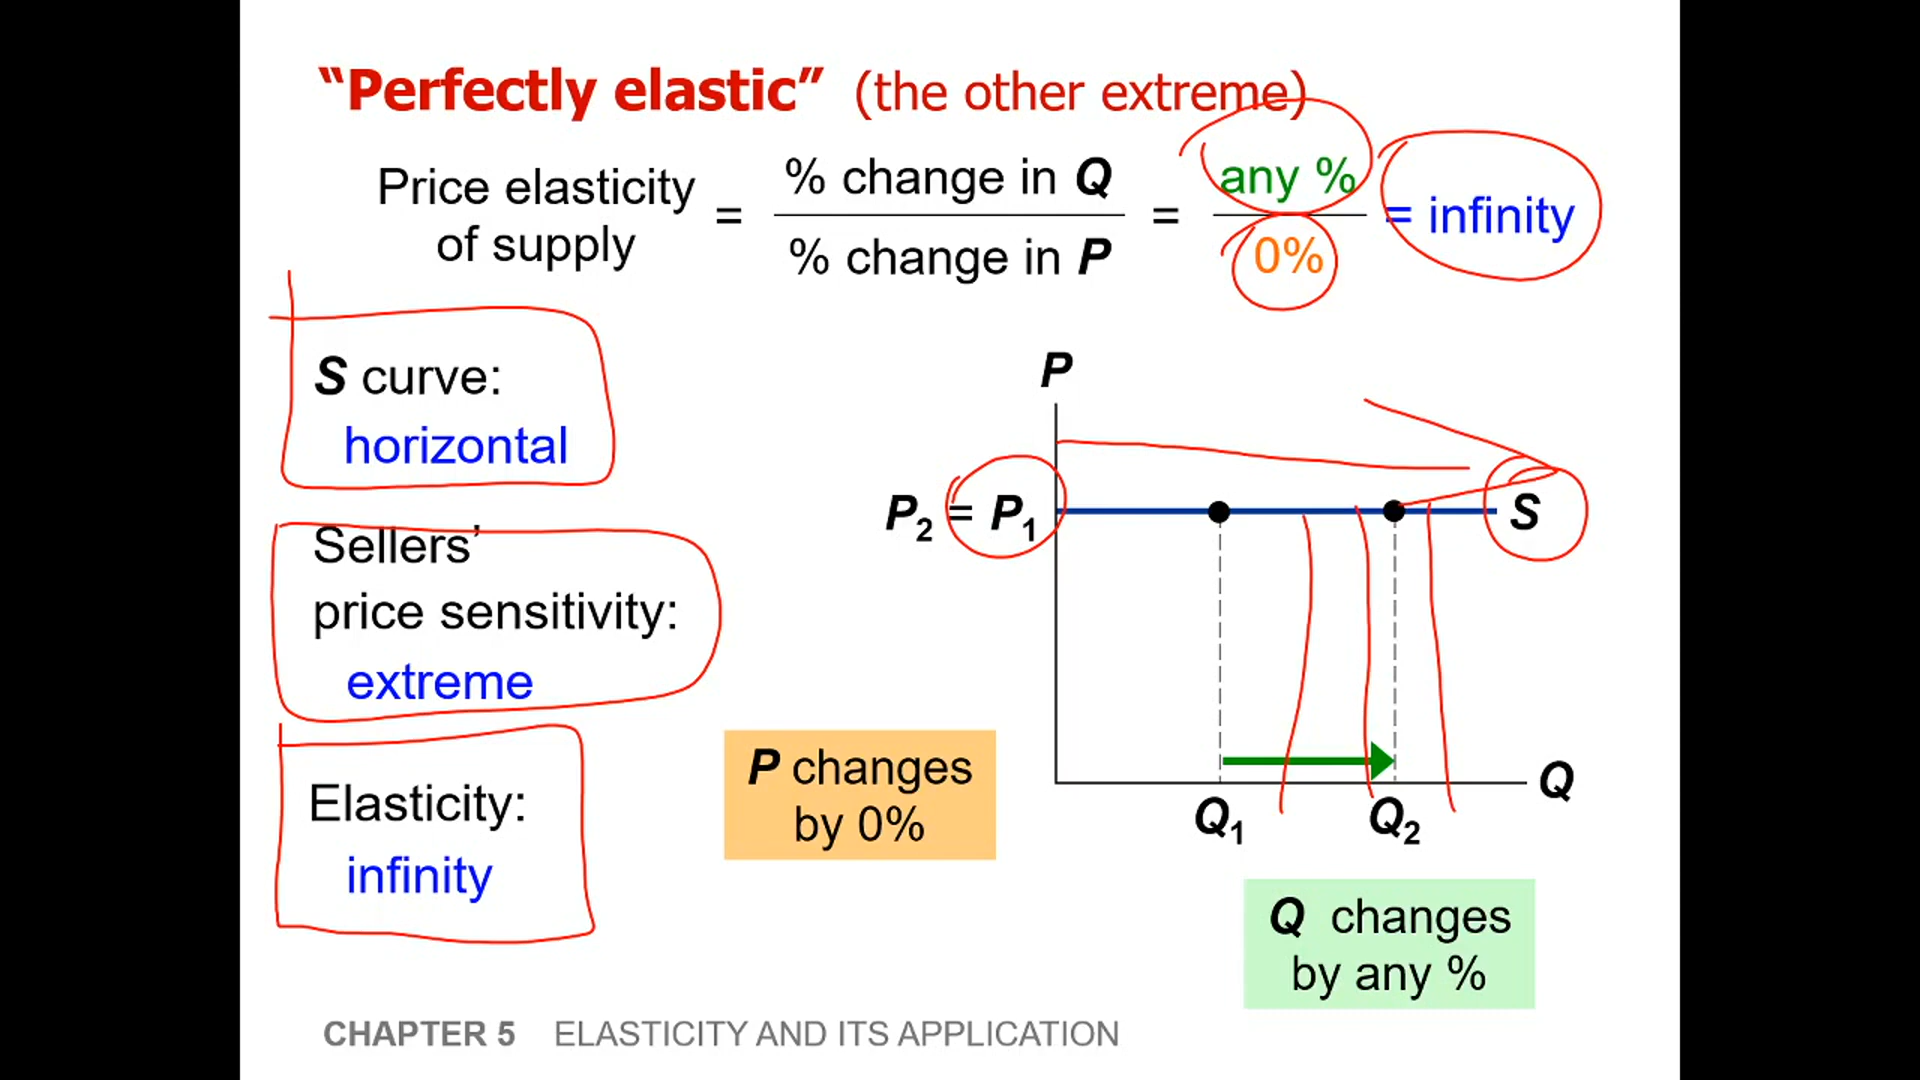 “Perfectly elastic” (the other extreme)
Price elasticity
of supply
=
% change in Q
% change in P
=
any %
0%
= infinity
S curve:
horizontal
Sellers’
price sensitivity:
extreme
Elasticity:
infinity
P
P2 = P1
S
Q
Q1
Q2
P changes
by 0%
Q changes
by any %
CHAPTER 5 ELASTICITY AND ITS APPLICATION